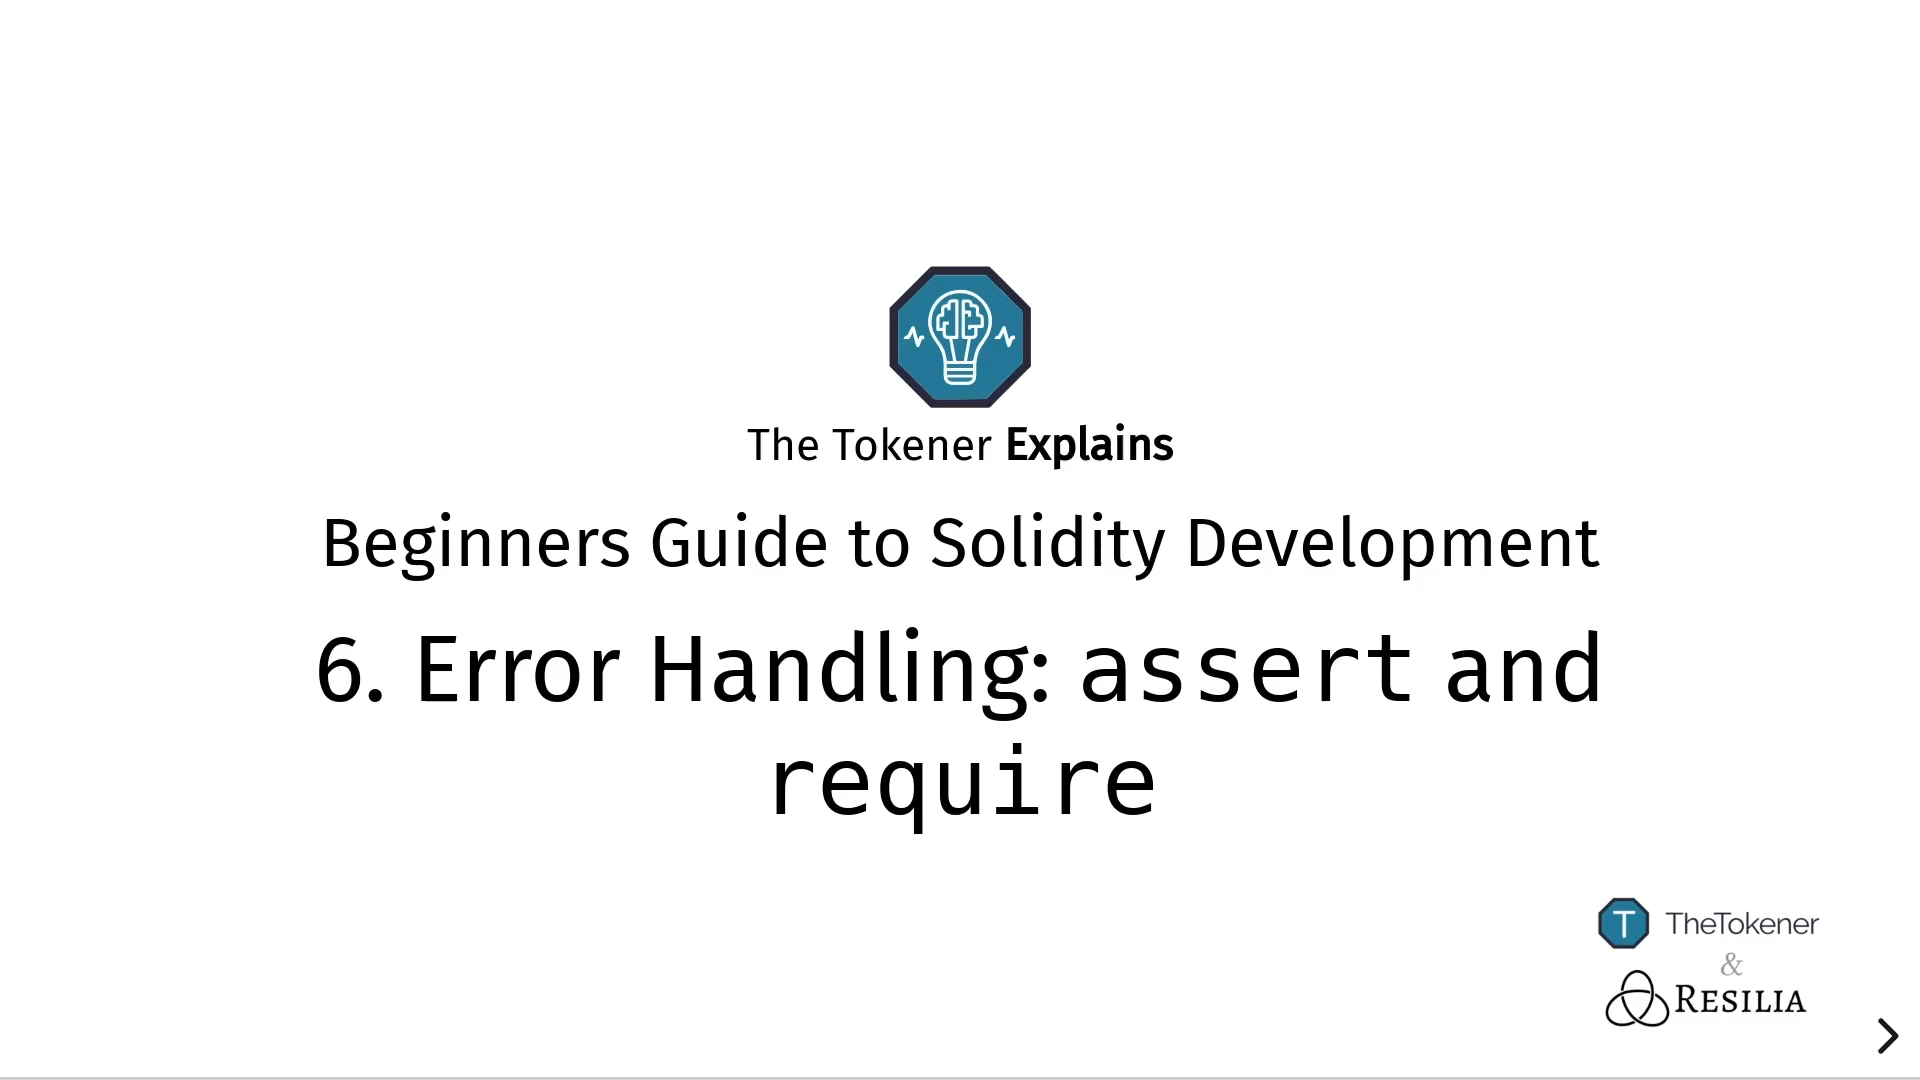 The Tokener Explains
Beginners Guide to Solidity Development
6. Error Handling: assert and
require
T TheTokener
&
RESILIA